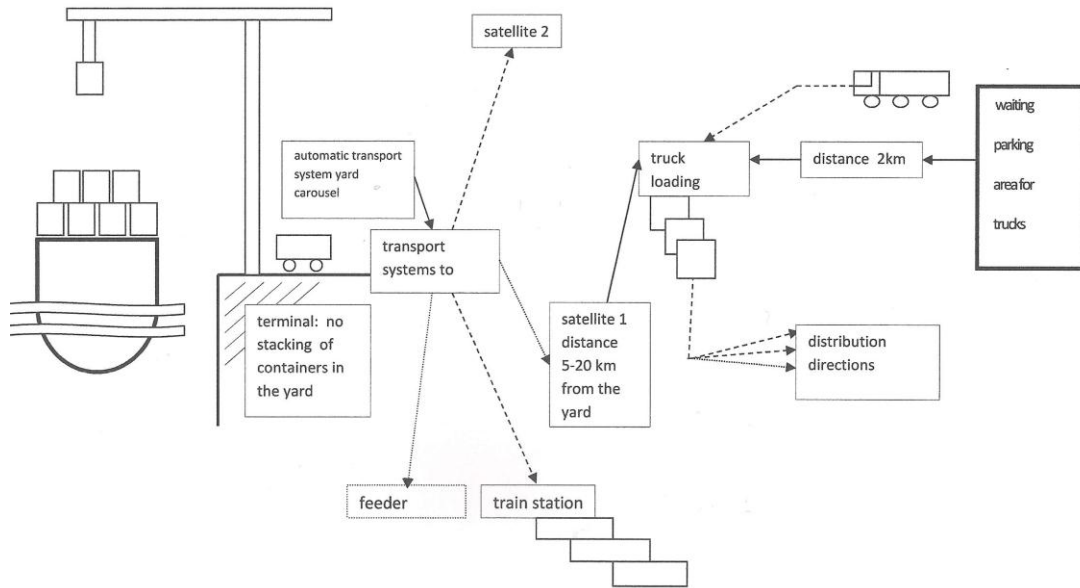 satellite 2
automatic transport
system yard
carousel
transport
systems to
terminal: no
stacking of
containers in
the yard
satellite 1
distance
5-20 km
from the
yard
truck
loading
distance 2km
waiting
parking
area for
trucks
distribution
directions
feeder
train station